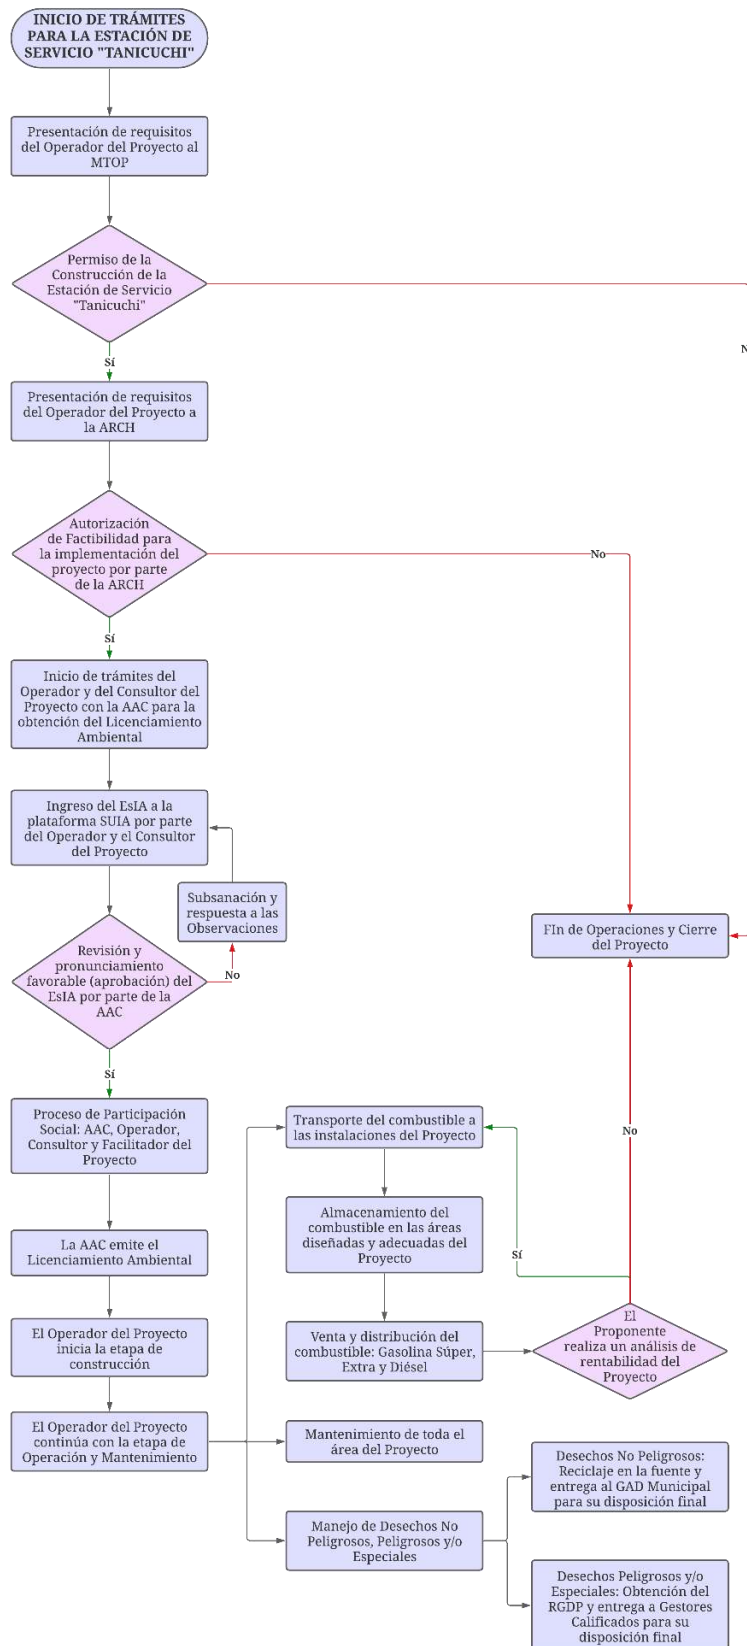 INICIO DE TRÁMITES
PARA LA ESTACIÓN DE
SERVICIO "TANICUCHI"
Presentación de requisitos
del Operador del Proyecto al
MTOP
Permiso de la
Construcción de la
Estación de Servicio
"Tanicuchi"
Sí
Presentación de requisitos
del Operador del Proyecto a
la ARCH
Autorización
de Factibilidad para
la implementación del
proyecto por parte
de la ARCH
No
Sí
Inicio de trámites del
Operador y del Consultor del
Proyecto con la AAC para la
obtención del Licenciamiento
Ambiental
Ingreso del EsIA a la
plataforma SUIA por parte
del Operador y el Consultor
del Proyecto
Subsanación y
respuesta a las
Observaciones
Revisión y
pronunciamiento
favorable (aprobación) del
EsIA por parte de la
AAC
No
Sí
FIn de Operaciones y Cierre
del Proyecto
Proceso de Participación
Social: AAC, Operador,
Consultor y Facilitador del
Proyecto
Transporte del combustible a
las instalaciones del Proyecto
No
La AAC emite el
Licenciamiento Ambiental
Almacenamiento del
combustible en las áreas
diseñadas y adecuadas del
Proyecto
Sí
El Operador del Proyecto
inicia la etapa de
construcción
Venta y distribución del
combustible: Gasolina Súper,
Extra y Diésel
El
Proponente
realiza un análisis de
rentabilidad del
Proyecto
El Operador del Proyecto
continúa con la etapa de
Operación y Mantenimiento
Mantenimiento de toda el
área del Proyecto
Manejo de Desechos No
Peligrosos, Peligrosos y/o
Especiales
Desechos No Peligrosos:
Reciclaje en la fuente y
entrega al GAD Municipal
para su disposición final
Desechos Peligrosos y/o
Especiales: Obtención del
RGDP y entrega a Gestores
Calificados para su
disposición final